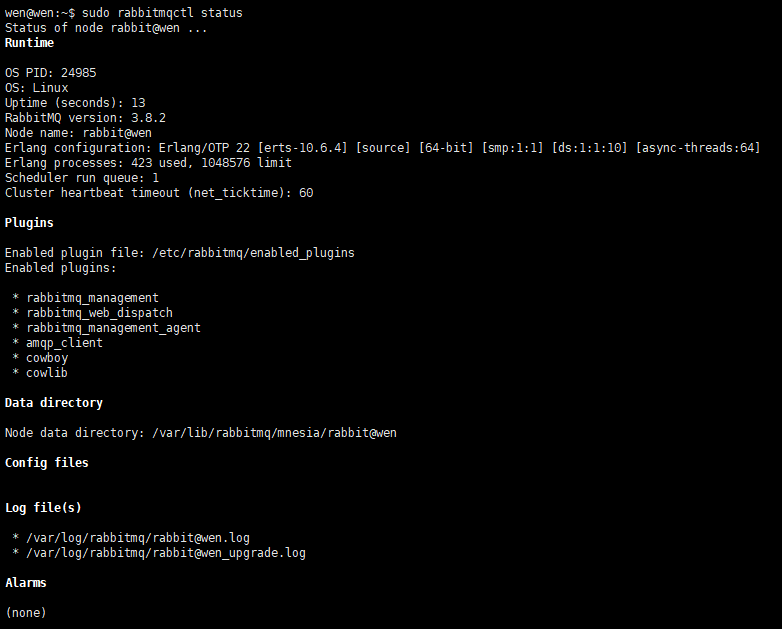 wen@wen:~$ sudo rabbitmqctl status
Status of node rabbit@wen ...
Runtime
OS PID: 24985
OS: Linux
Uptime (seconds): 13
RabbitMQ version: 3.8.2
Node name: rabbit@wen
Erlang configuration: Erlang/OTP 22 [erts-10.6.4] [source] [64-bit] [smp:1:1] [ds:1:1:10] [async-threads:64]
Erlang processes: 423 used, 1048576 limit
Scheduler run queue: 1
Cluster heartbeat timeout (net_ticktime): 60
Plugins
Enabled plugin file: /etc/rabbitmq/enabled_plugins
Enabled plugins:
* rabbitmq_management
* rabbitmq_web_dispatch
* rabbitmq_management_agent
* amqp_client
* cowboy
* cowlib
Data directory
Node data directory: /var/lib/rabbitmq/mnesia/rabbit@wen
Config files
Log file(s)
* /var/log/rabbitmq/rabbit@wen.log
* /var/log/rabbitmq/rabbit@wen_upgrade.log
Alarms
(none)